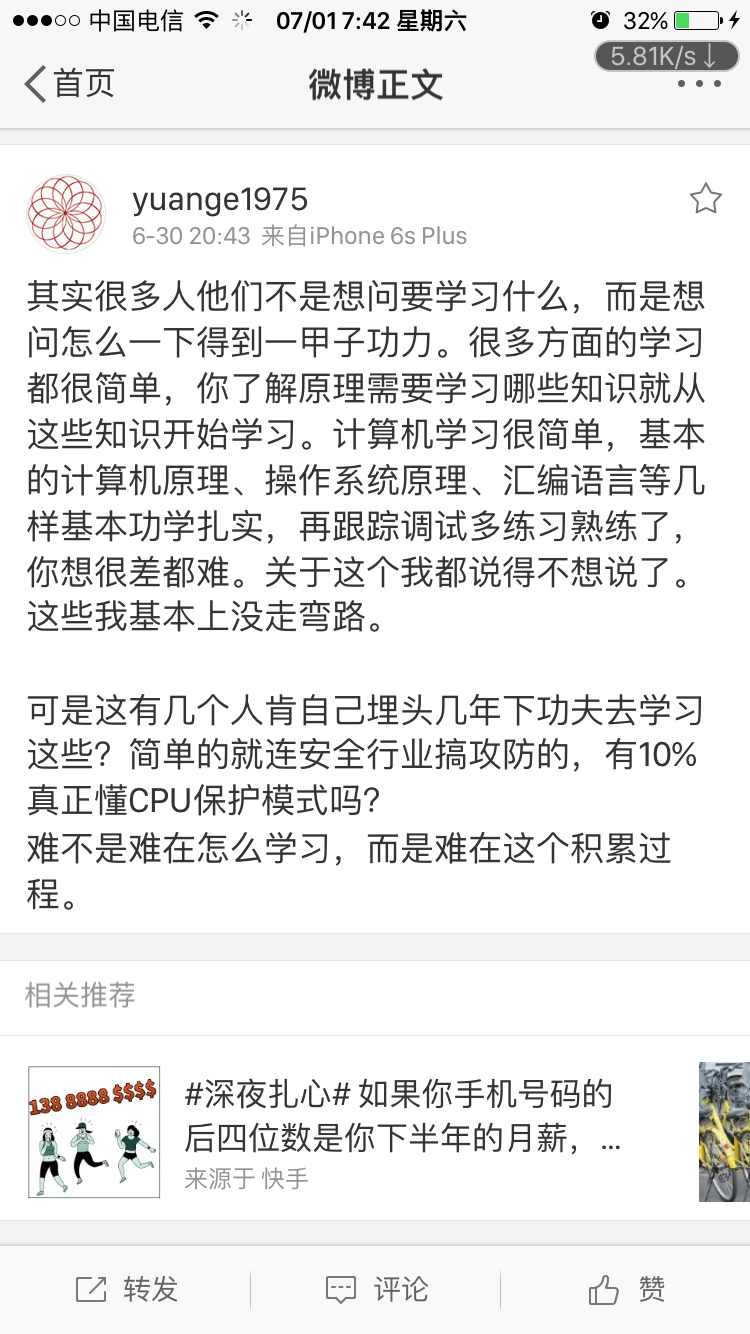 中国电信 07/01 7:42 星期六 32%
5.81K/s↓
首页 微博正文
yuange1975
6-30 20:43 来自iPhone 6s Plus
其实很多人他们不是想问要学习什么，而是想
问怎么一下得到一甲子功力。很多方面的学习
都很简单，你了解原理需要学习哪些知识就从
这些知识开始学习。计算机学习很简单，基本
的计算机原理、操作系统原理、汇编语言等几
样基本功学扎实，再跟踪调试多练习熟练了，
你想很差都难。关于这个我都说得不想说了。
这些我基本上没走弯路。
可是这有几个人肯自己埋头几年下功夫去学习
这些？简单的就连安全行业搞攻防的，有10%
真正懂CPU保护模式吗？
难不是难在怎么学习，而是难在这个积累过
程。
相关推荐
138 8888 $$$$
#深夜扎心# 如果你手机号码的
后四位数是你下半年的月薪，...
来源于 快手
转发 评论 赞